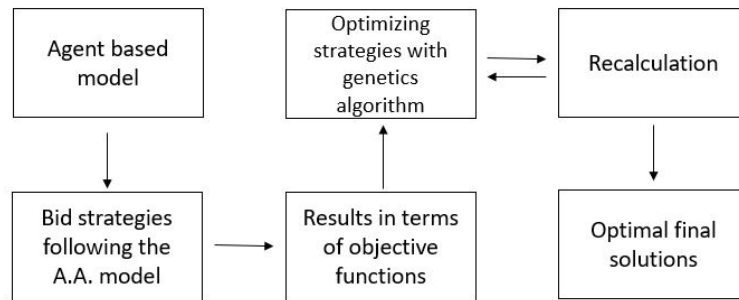 Agent based
model
Bid strategies
following the
A.A. model
Results in terms
of objective
functions
Optimizing
strategies with
genetics
algorithm
Recalculation
Optimal final
solutions